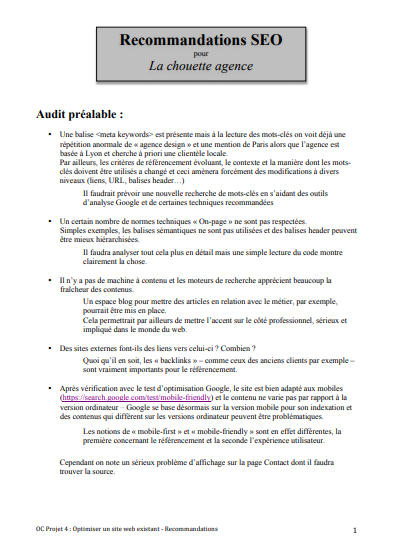 Recommandations SEO
pour
La chouette agence
Audit préalable :
• Une balise <meta keywords> est présente mais à la lecture des mots-clés on voit déjà une
répétition anormale de « agence design » et une mention de Paris alors que l'agence est
basée à Lyon et cherche à priori une clientèle locale.
Par ailleurs, les critères de référencement évoluant, le contexte et la manière dont les mots-
clés doivent être utilisés a changé et ceci amènera forcément des modifications à divers
niveaux (liens, URL, balises header…)
Il faudrait prévoir une nouvelle recherche de mots-clés en s'aidant des outils
d'analyse Google et de certaines techniques recommandées
• Un certain nombre de normes techniques « On-page » ne sont pas respectées.
Simples exemples, les balises sémantiques ne sont pas utilisées et des balises header peuvent
être mieux hiérarchisées.
Il faudra analyser tout cela plus en détail mais une simple lecture du code montre
clairement la chose.
• Il n'y a pas de machine à contenu et les moteurs de recherche apprécient beaucoup la
fraîcheur des contenus.
Un espace blog pour mettre des articles en relation avec le métier, par exemple,
pourrait être mis en place.
Cela permettrait par ailleurs de mettre l'accent sur le côté professionnel, sérieux et
impliqué dans le monde du web.
• Des sites externes font-ils des liens vers celui-ci ? Combien ?
Quoi qu'il en soit, les « backlinks » – comme ceux des anciens clients par exemple –
sont vraiment importants pour le référencement.
• Après vérification avec le test d'optimisation Google, le site est bien adapté aux mobiles
(https://search.google.com/test/mobile-friendly) et le contenu ne varie pas par rapport à la
version ordinateur – Google se base désormais sur la version mobile pour son indexation et
des contenus qui diffèrent sur les versions ordinateur peuvent être problématiques.
Les notions de « mobile-first » et « mobile-friendly » sont en effet différentes, la
première concernant le référencement et la seconde l'expérience utilisateur.
Cependant on note un sérieux problème d'affichage sur la page Contact dont il faudra
trouver la source.
OC Projet 4 : Optimiser un site web existant - Recommandations
1